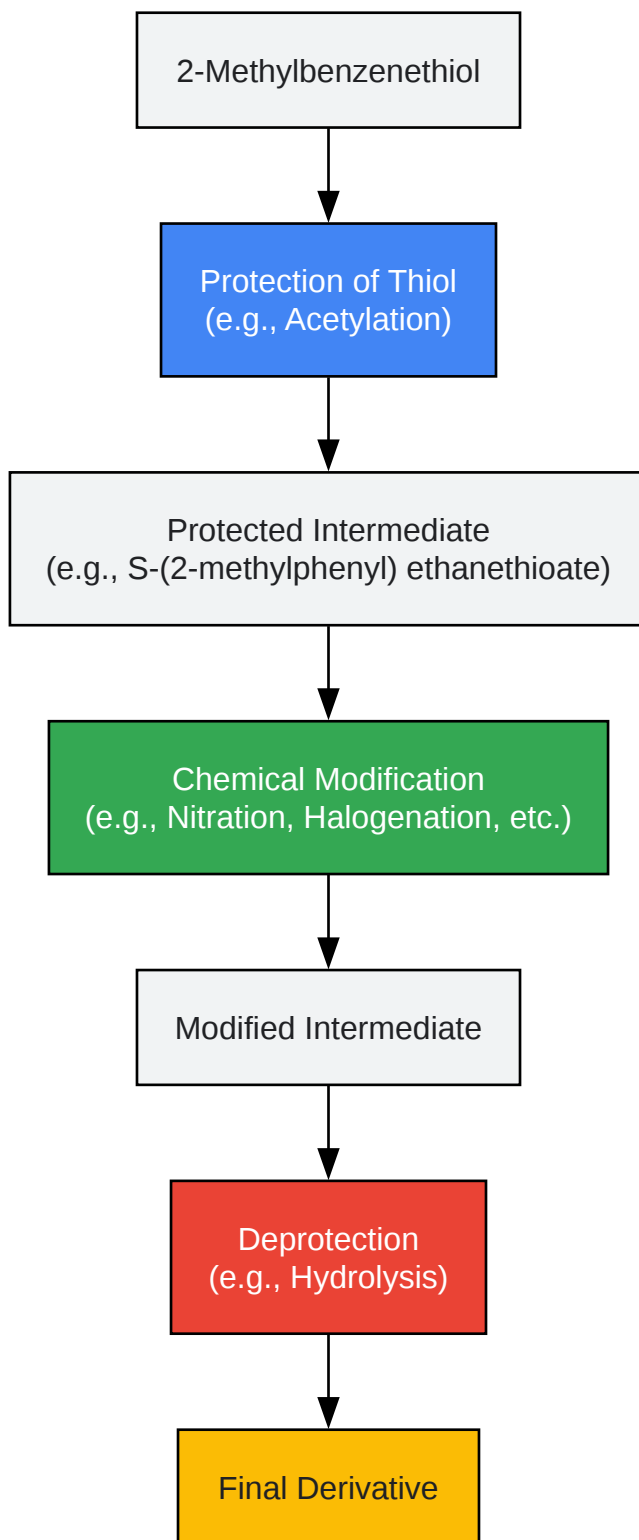 2-Methylbenzenethiol
Protection of Thiol
(e.g., Acetylation)
Protected Intermediate
(e.g., S-(2-methylphenyl) ethanethioate)
Chemical Modification
(e.g., Nitration, Halogenation, etc.)
Modified Intermediate
Deprotection
(e.g., Hydrolysis)
Final Derivative